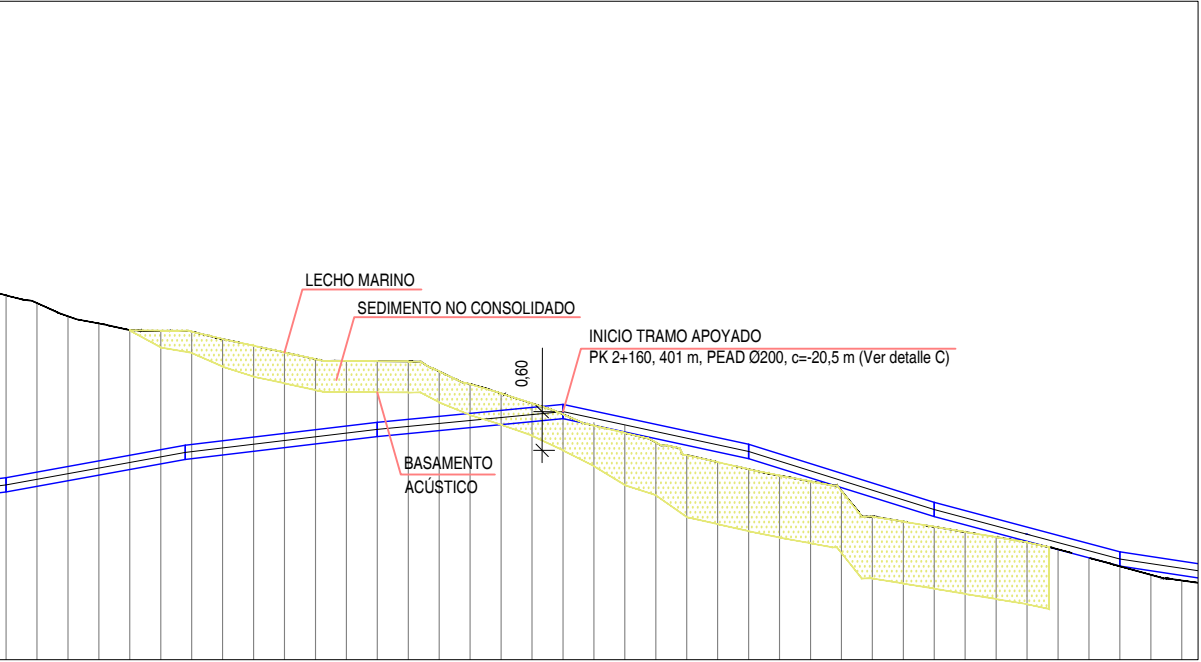 LECHO MARINO
SEDIMENTO NO CONSOLIDADO
INICIO TRAMO APOYADO
PK 2+160, 401 m, PEAD Ø200, c=-20,5 m (Ver detalle C)
0,60
BASAMENTO
ACÚSTICO